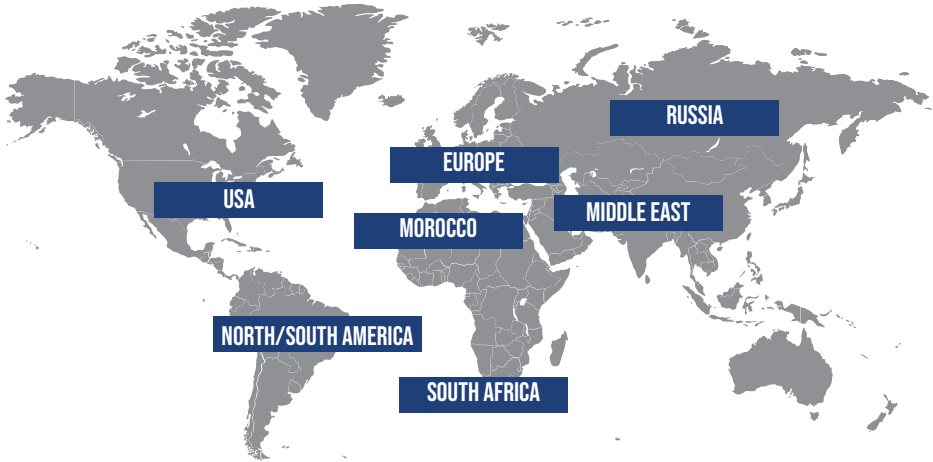 RUSSIA
EUROPE
USA
MIDDLE EAST
MOROCCO
NORTH/SOUTH AMERICA
SOUTH AFRICA